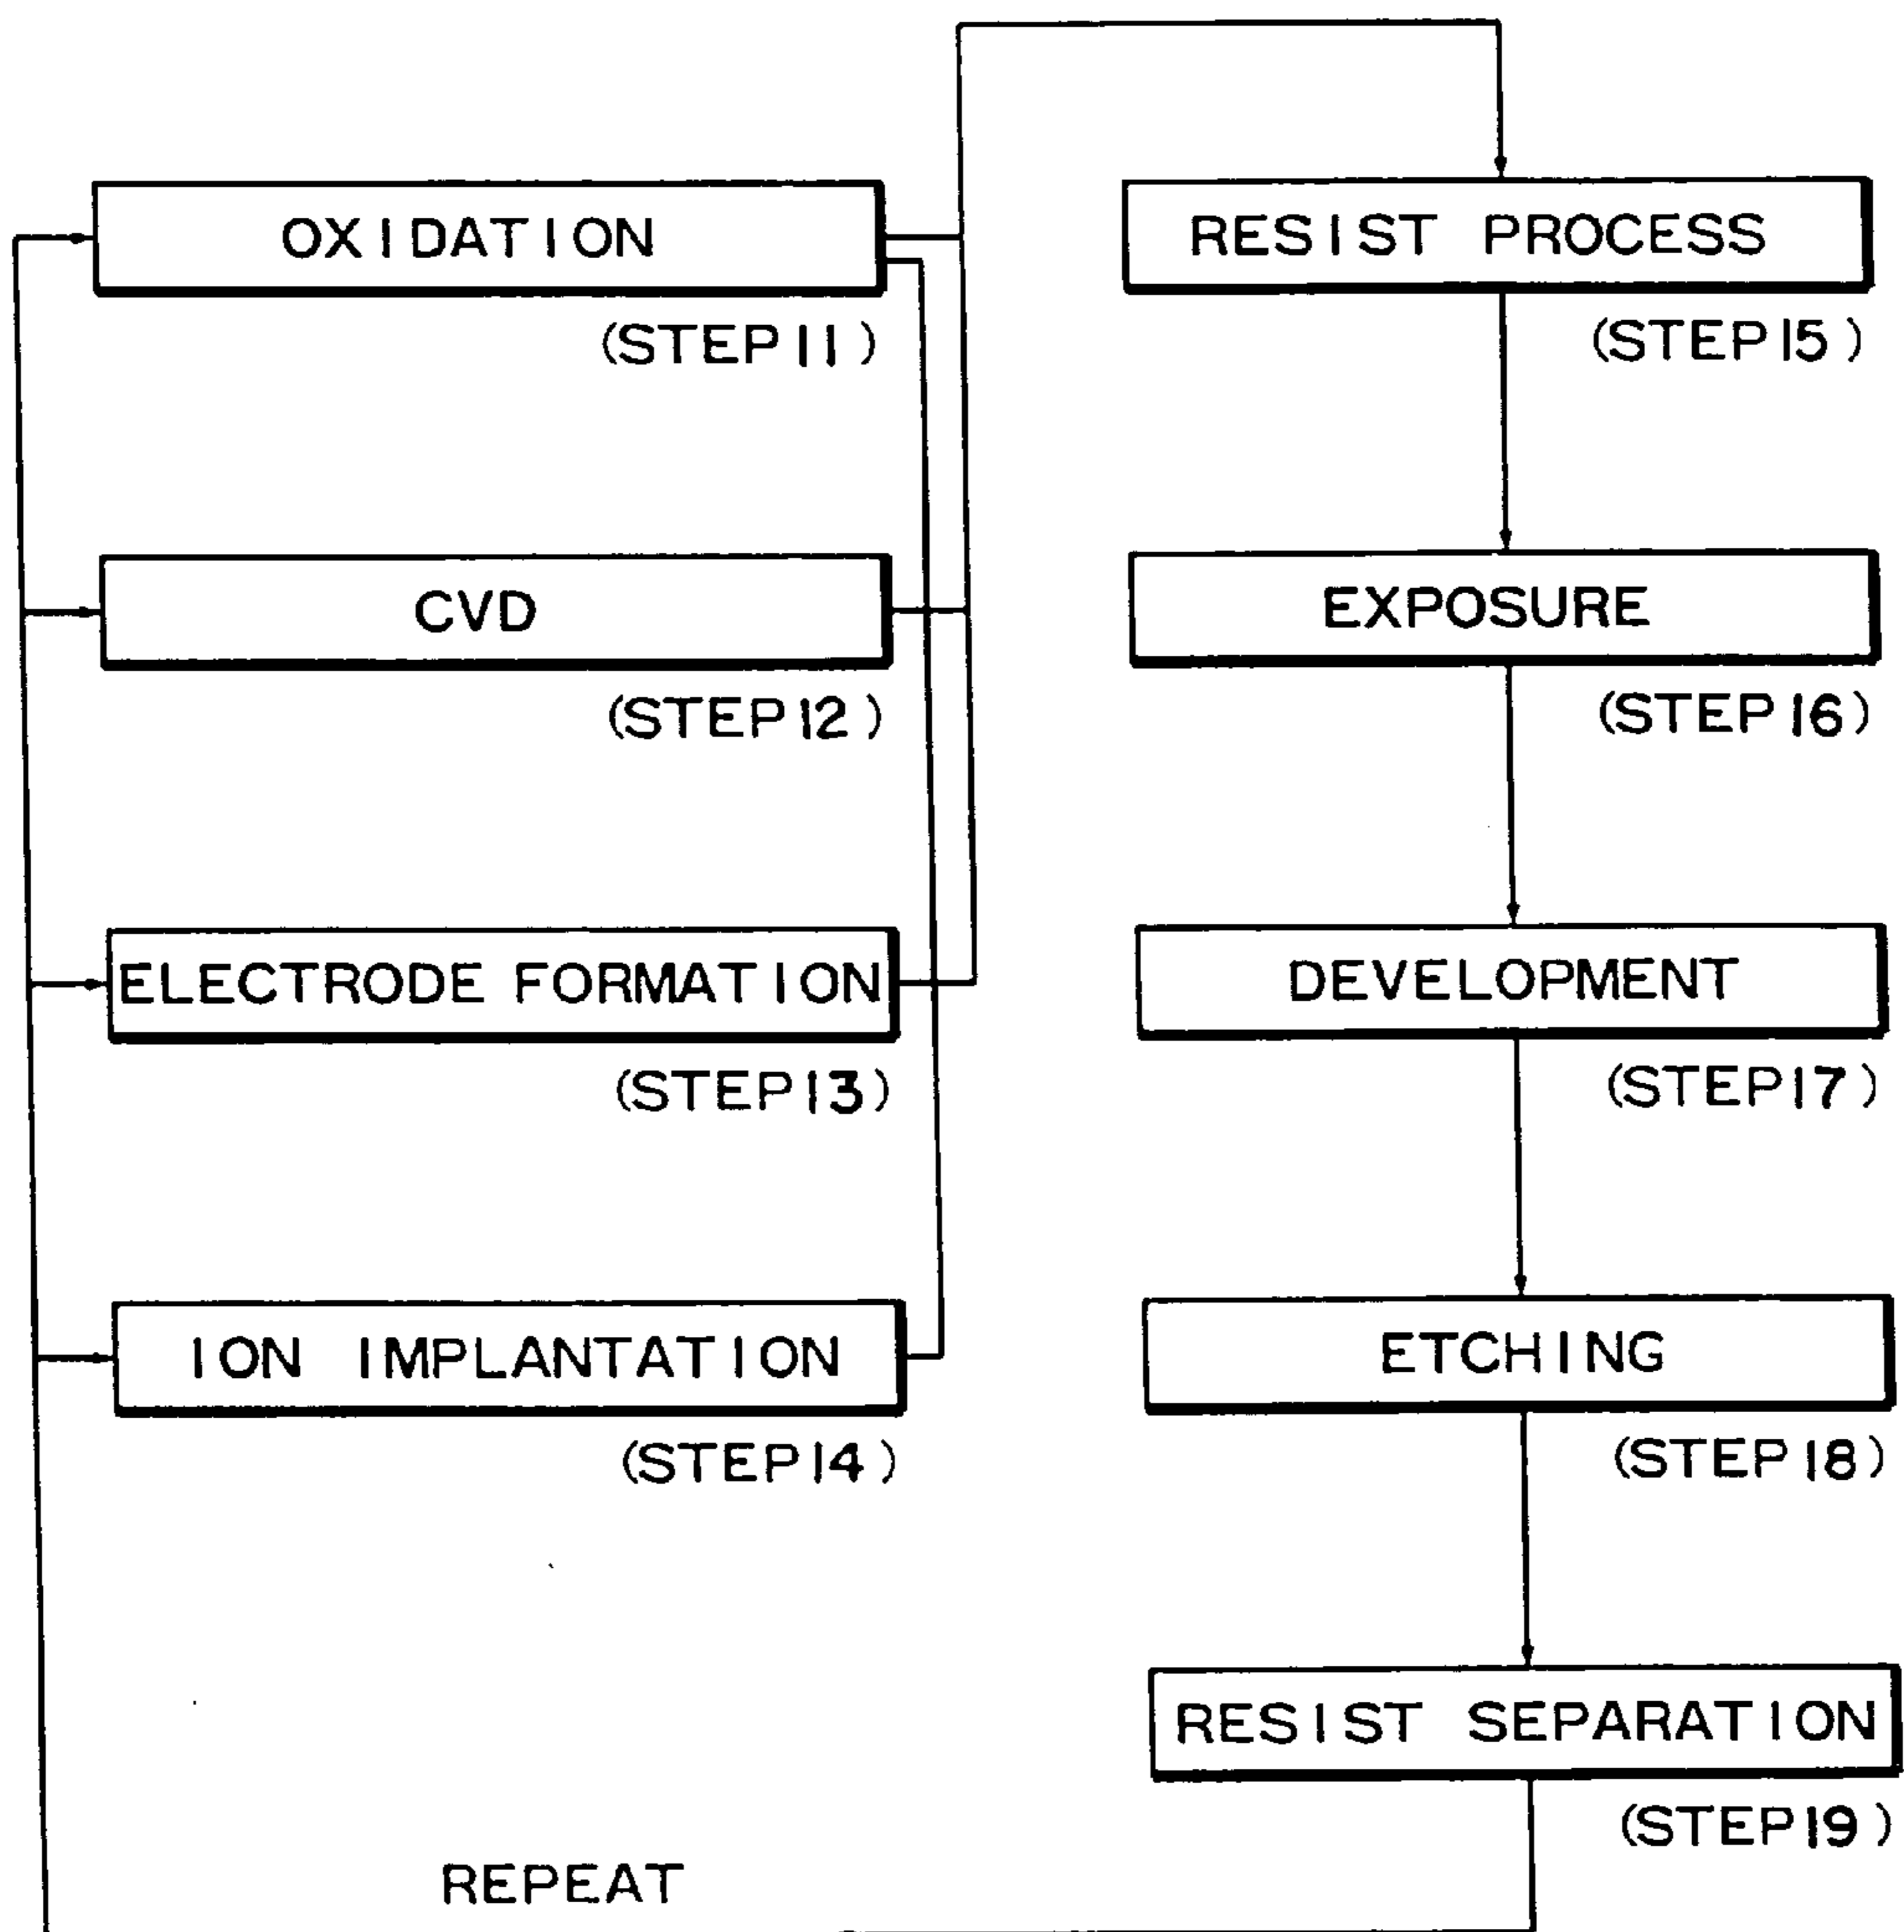 OXIDATION
(STEP 11)
CVD
(STEP 12)
ELECTRODE FORMATION
(STEP 13)
ION IMPLANTATION
(STEP 14)
RESIST PROCESS
(STEP 15)
EXPOSURE
(STEP 16)
DEVELOPMENT
(STEP 17)
ETCHING
(STEP 18)
RESIST SEPARATION
(STEP 19)
REPEAT